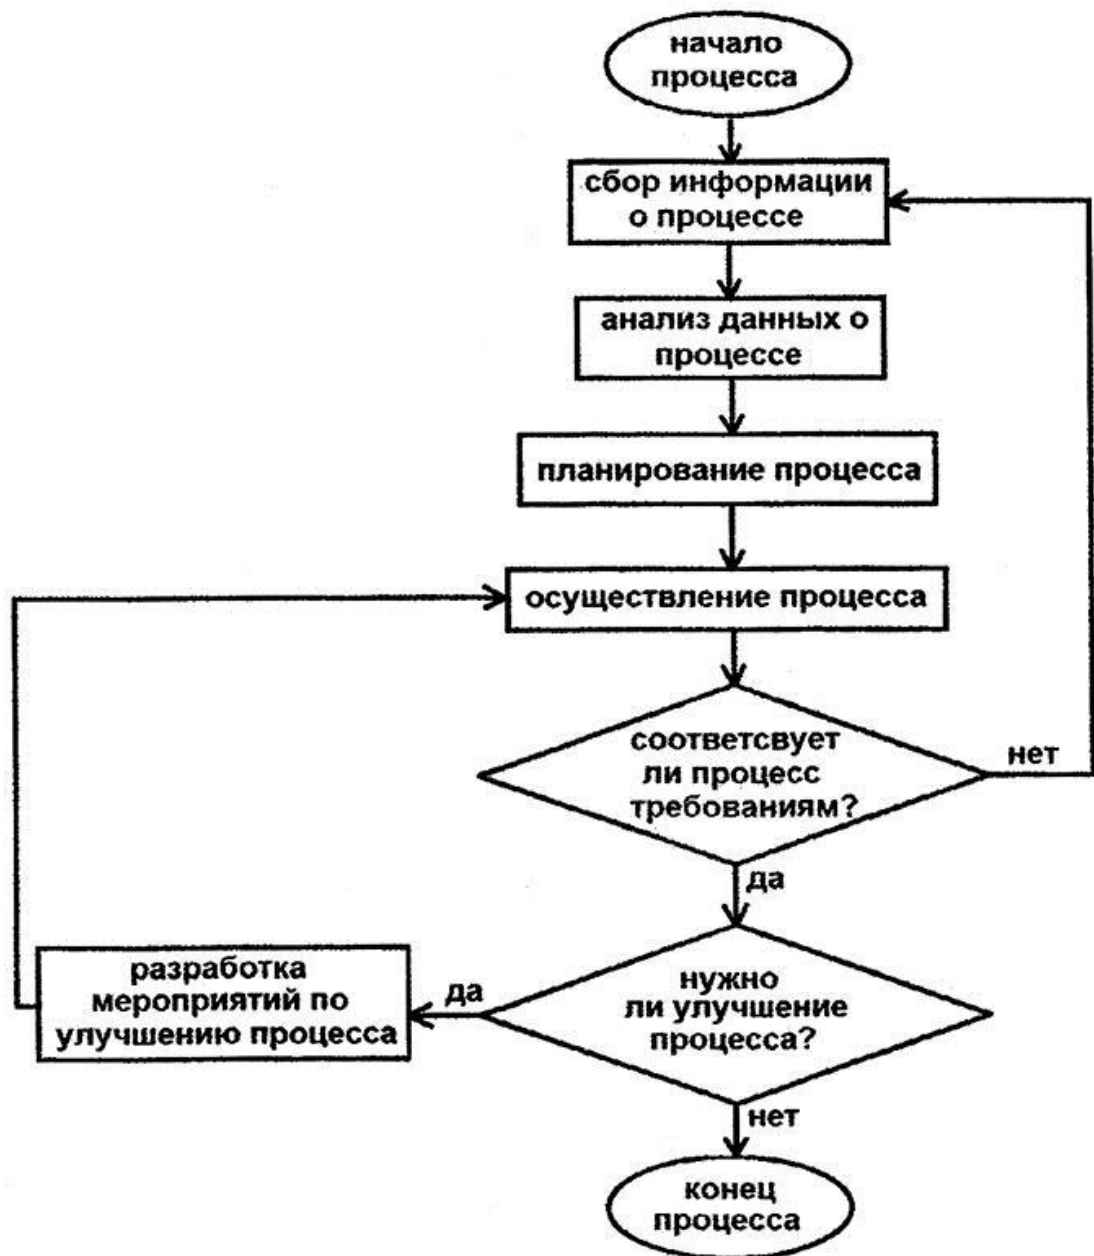 начало
процесса
сбор информации
о процессе
анализ данных о
процессе
планирование процесса
осуществление процесса
соответсвует
ли процесс
требованиям?
нет
да
нужно
ли улучшение
процесса?
да
разработка
мероприятий по
улучшению процесса
нет
конец
процесса